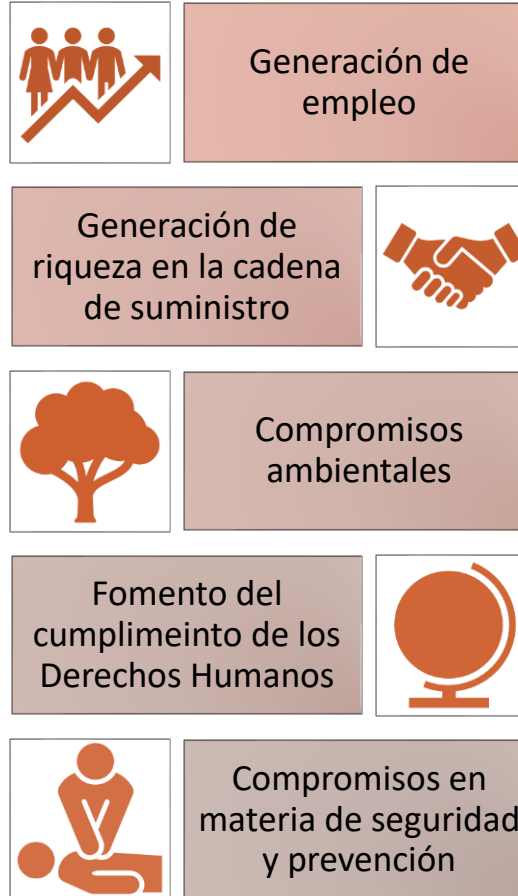 Generación de
empleo
Generación de
riqueza en la cadena
de suministro
Compromisos
ambientales
Fomento del
cumplimeinto de los
Derechos Humanos
Compromisos en
materia de seguridad
y prevención